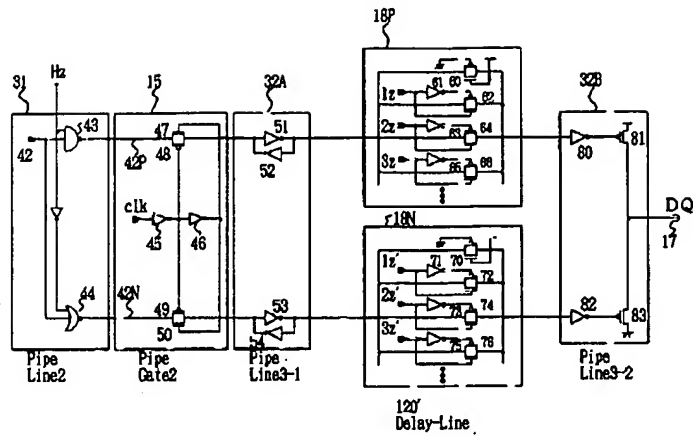 18P
Hz
31
15
32A
32B
60
61
1z
62
43
47
51
2z
63
64
81
42
48
42P
52
3z
65
66
80
clk
DQ
45
46
18N
17
1z'
70
71
72
44
42N
49
53
2z'
73
74
83
50
54
3z'
75
76
82
Pipe
Line2
Pipe
Gate2
Pipe
Line3-1
Pipe
Line3-2
120'
Delay-Line